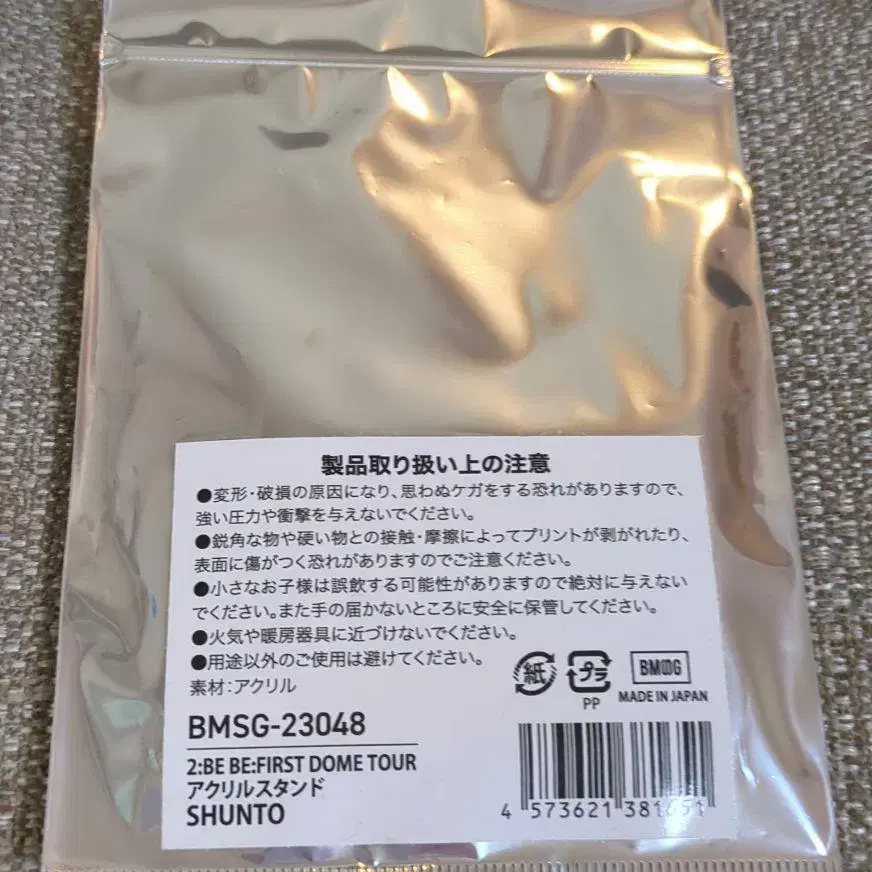 製品取り扱い上の注意
●変形・破損の原因になり、思わぬケガをする恐れがありますので、
強い圧力や衝撃を与えないでください。
●鋭角な物や硬い物との接触・摩擦によってプリントが剥がれたり、
表面に傷がつく恐れがありますのでご注意ください。
●小さなお子様は誤飲する可能性がありますので絶対に与えない
でください。また手の届かないところに安全に保管してください。
●火気や暖房器具に近づけないでください。
●用途以外のご使用は避けてください。
素材:アクリル
紙
プラ
PP
BMSG
MADE IN JAPAN
BMSG-23048
2:BE BE:FIRST DOME TOUR
アクリルスタンド
SHUNTO
4 573621 381651